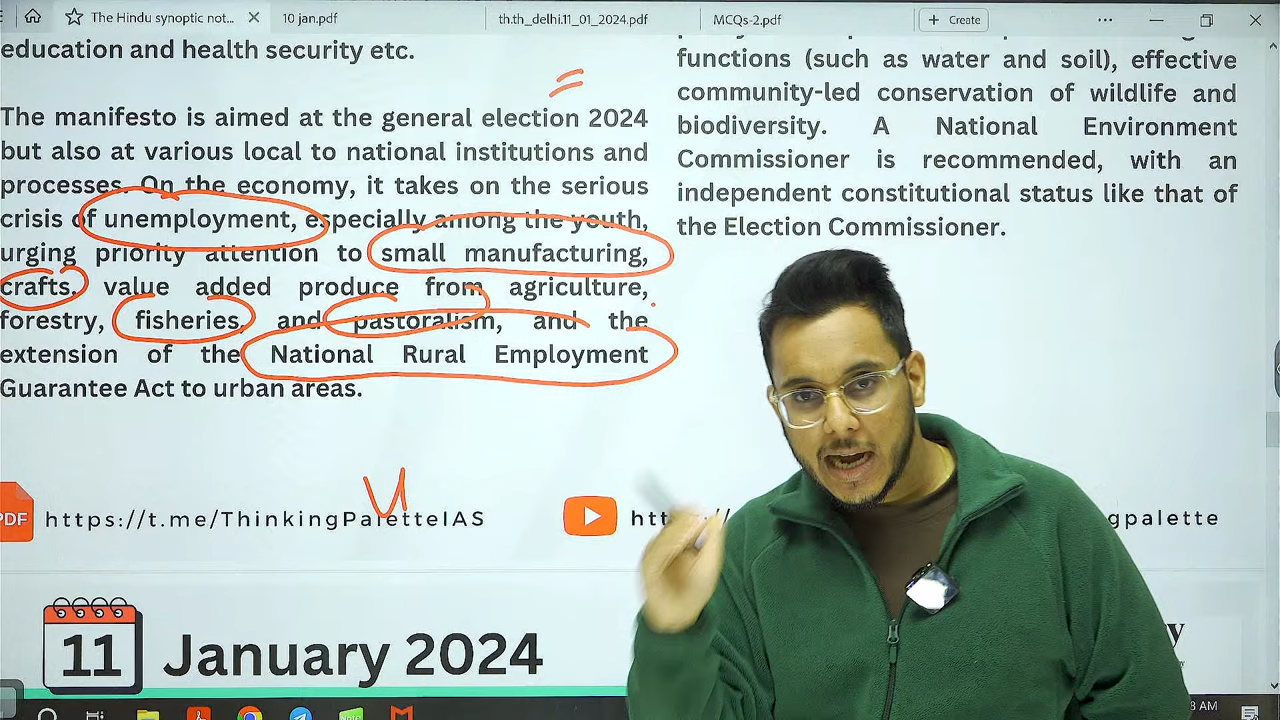 The Hindu synoptic not...
10 jan.pdf
th.th_delhi.11_01_2024.pdf
MCQs-2.pdf
+ Create
education and health security etc.
The manifesto is aimed at the general election 2024
but also at various local to national institutions and
processes. On the economy, it takes on the serious
crisis of unemployment, especially among the youth,
urging priority attention to small manufacturing,
crafts, value added produce from agriculture,
forestry, fisheries, and pastoralism, and the
extension of the National Rural Employment
Guarantee Act to urban areas.
functions (such as water and soil), effective
community-led conservation of wildlife and
biodiversity. A National Environment
Commissioner is recommended, with an
independent constitutional status like that of
the Election Commissioner.
U
PDF
https://t.me/ThinkingPaletteIAS
11
January 2024